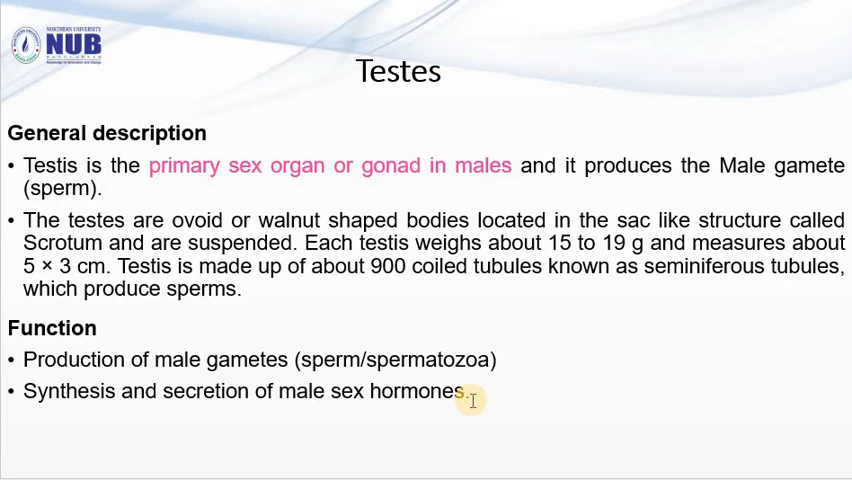 NORTHERN UNIVERSITY
NUB
Testes
General description
• Testis is the primary sex organ or gonad in males and it produces the Male gamete
(sperm).
• The testes are ovoid or walnut shaped bodies located in the sac like structure called
Scrotum and are suspended. Each testis weighs about 15 to 19 g and measures about
5 × 3 cm. Testis is made up of about 900 coiled tubules known as seminiferous tubules,
which produce sperms.
Function
• Production of male gametes (sperm/spermatozoa)
• Synthesis and secretion of male sex hormones.